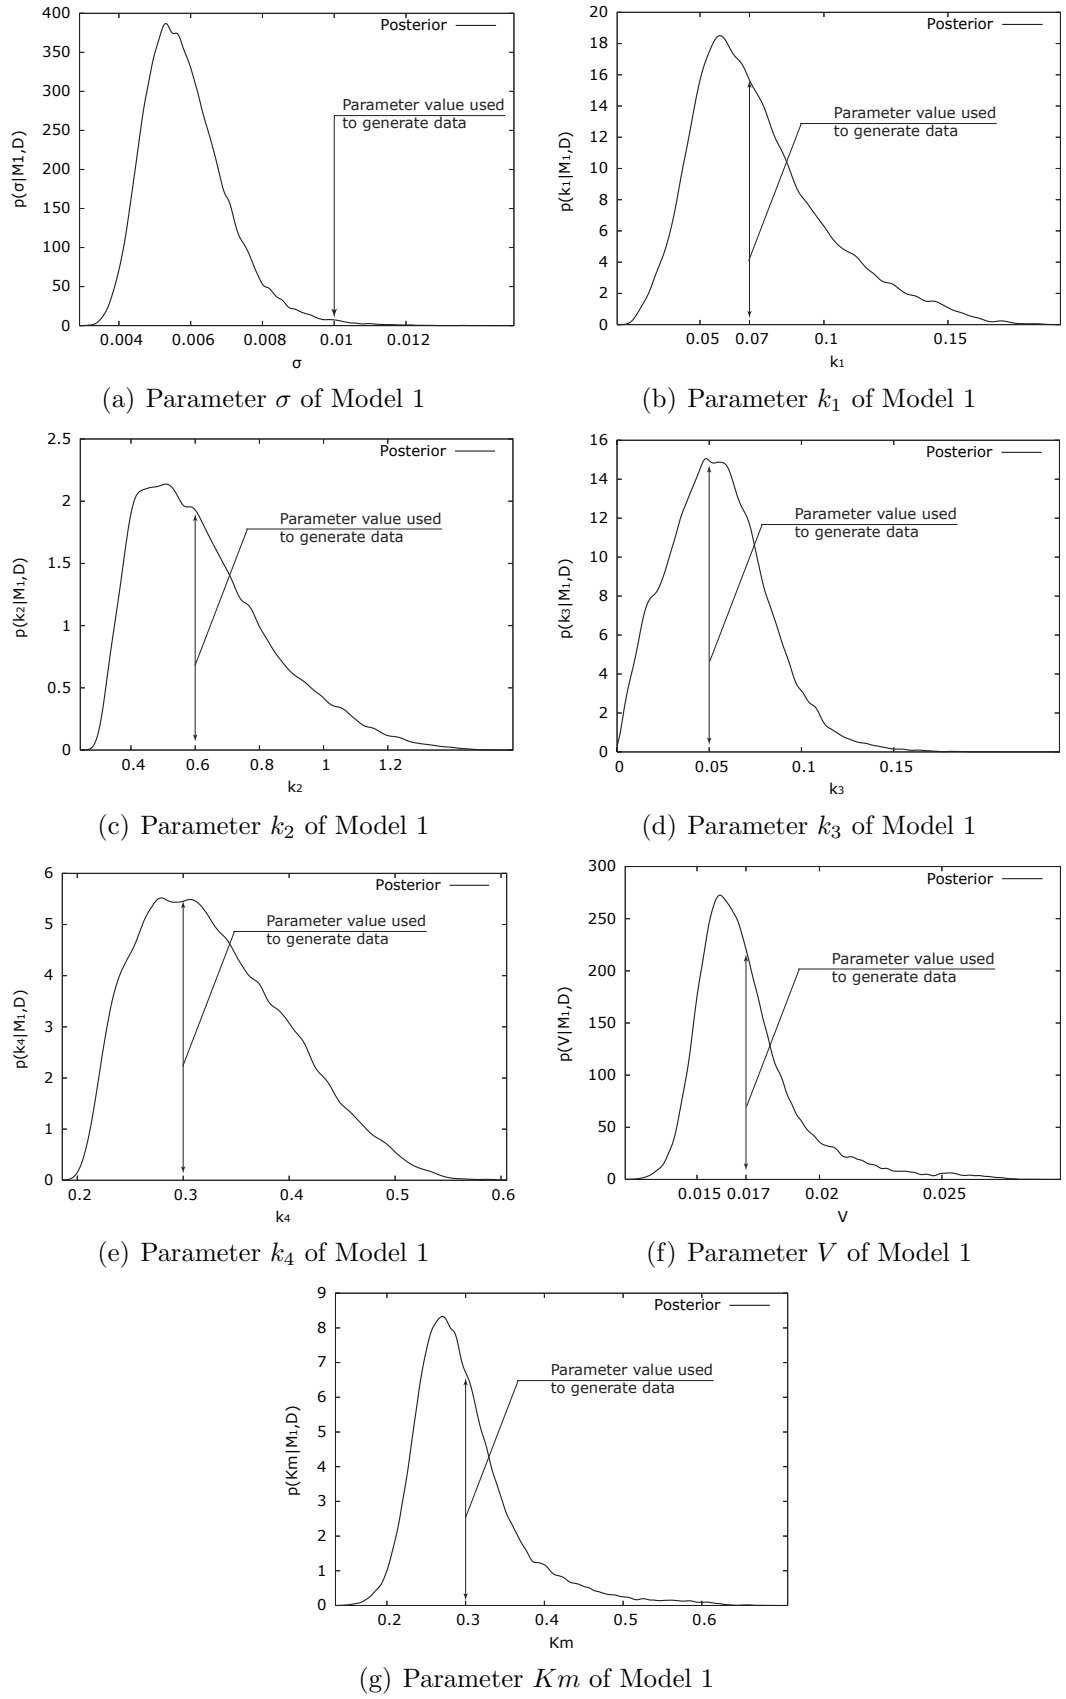 400
350
300
250
200
150
100
50
0
p(σ|M1,D)
Posterior
Parameter value used
to generate data
0.004 0.006 0.008 0.01 0.012
σ
(a) Parameter σ of Model 1
20
18
16
14
12
10
8
6
4
2
0
p(k1|M1,D)
Posterior
Parameter value used
to generate data
0.05 0.07 0.1 0.15
k1
(b) Parameter k1 of Model 1
2.5
2
1.5
1
0.5
0
p(k2|M1,D)
Posterior
Parameter value used
to generate data
0.4 0.6 0.8 1 1.2
k2
(c) Parameter k2 of Model 1
16
14
12
10
8
6
4
2
0
p(k3|M1,D)
Posterior
Parameter value used
to generate data
0 0.05 0.1 0.15
k3
(d) Parameter k3 of Model 1
6
5
4
3
2
1
0
p(k4|M1,D)
Posterior
Parameter value used
to generate data
0.2 0.3 0.4 0.5 0.6
k4
(e) Parameter k4 of Model 1
300
250
200
150
100
50
0
p(V|M1,D)
Posterior
Parameter value used
to generate data
0.015 0.017 0.02 0.025
V
(f) Parameter V of Model 1
9
8
7
6
5
4
3
2
1
0
p(Km|M1,D)
Posterior
Parameter value used
to generate data
0.2 0.3 0.4 0.5 0.6
Km
(g) Parameter Km of Model 1